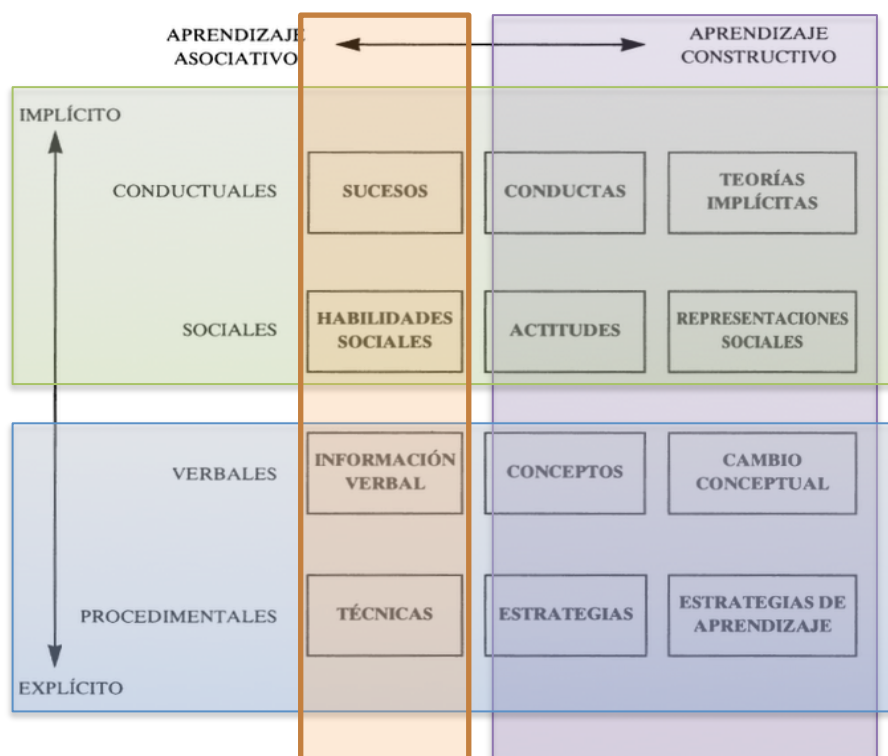 APRENDIZAJE
ASOCIATIVO
APRENDIZAJE
CONSTRUCTIVO
IMPLÍCITO
CONDUCTUALES
SUCESOS
CONDUCTAS
TEORÍAS
IMPLÍCITAS
SOCIALES
HABILIDADES
SOCIALES
ACTITUDES
REPRESENTACIONES
SOCIALES
VERBALES
INFORMACIÓN
VERBAL
CONCEPTOS
CAMBIO
CONCEPTUAL
PROCEDIMENTALES
TÉCNICAS
ESTRATEGIAS
ESTRATEGIAS DE
APRENDIZAJE
EXPLÍCITO